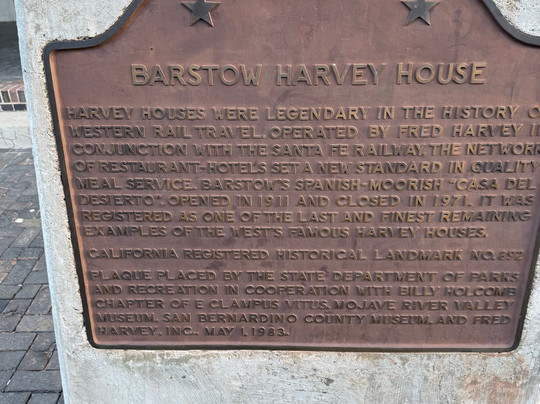 BARSTOW HARVEY HOUSE
HARVEY HOUSES WERE LEGENDARY IN THE HISTORY O
WESTERN RAIL TRAVEL. OPERATED BY FRED HARVEY I
CONJUNCTION WITH THE SANTA FE RAILWAY, THE NETWORK
OF RESTAURANT-HOTELS SET A NEW STANDARD IN QUALITY
MEAL SERVICE. BARSTOW'S SPANISH-MOORISH "CASA DEL
DESIERTO", OPENED IN 1911 AND CLOSED IN 1971. IT WAS
REGISTERED AS ONE OF THE LAST AND FINEST REMAINING
EXAMPLES OF THE WEST'S FAMOUS HARVEY HOUSES.
CALIFORNIA REGISTERED HISTORICAL LANDMARK NO. 892
PLAQUE PLACED BY THE STATE DEPARTMENT OF PARKS
AND RECREATION IN COOPERATION WITH BILLY HOLCOMB
CHAPTER OF E CLAMPUS VITUS, MOJAVE RIVER VALLEY
MUSEUM, SAN BERNARDINO COUNTY MUSEUM, AND FRED
HARVEY, INC., MAY 1, 1983.